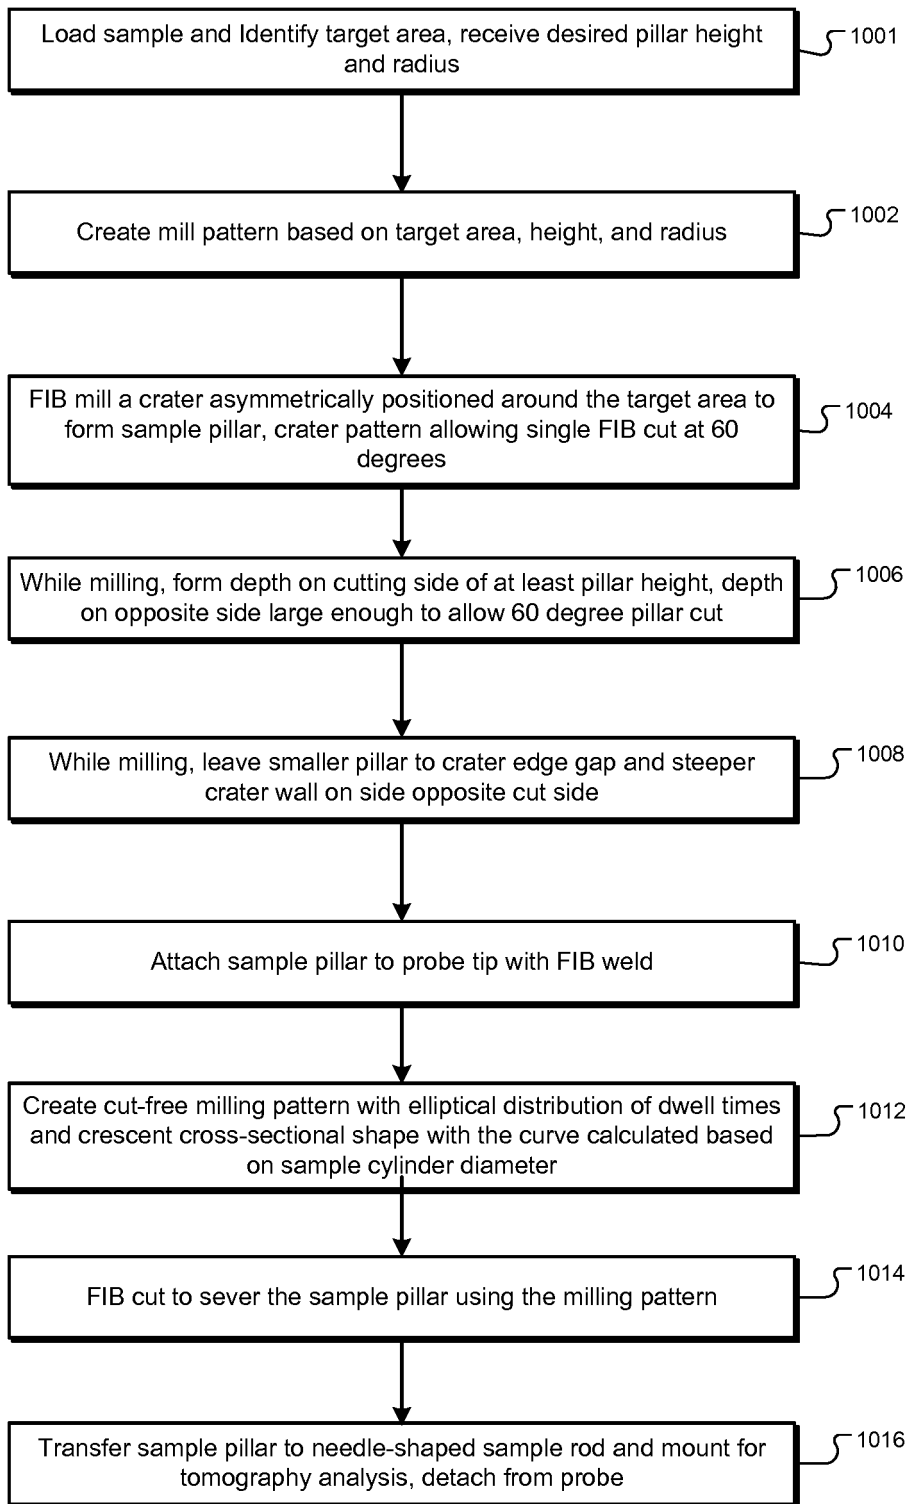 Load sample and Identify target area, receive desired pillar height
and radius
1001
Create mill pattern based on target area, height, and radius
1002
FIB mill a crater asymmetrically positioned around the target area to
form sample pillar, crater pattern allowing single FIB cut at 60
degrees
1004
While milling, form depth on cutting side of at least pillar height, depth
on opposite side large enough to allow 60 degree pillar cut
1006
While milling, leave smaller pillar to crater edge gap and steeper
crater wall on side opposite cut side
1008
Attach sample pillar to probe tip with FIB weld
1010
Create cut-free milling pattern with elliptical distribution of dwell times
and crescent cross-sectional shape with the curve calculated based
on sample cylinder diameter
1012
FIB cut to sever the sample pillar using the milling pattern
1014
Transfer sample pillar to needle-shaped sample rod and mount for
tomography analysis, detach from probe
1016